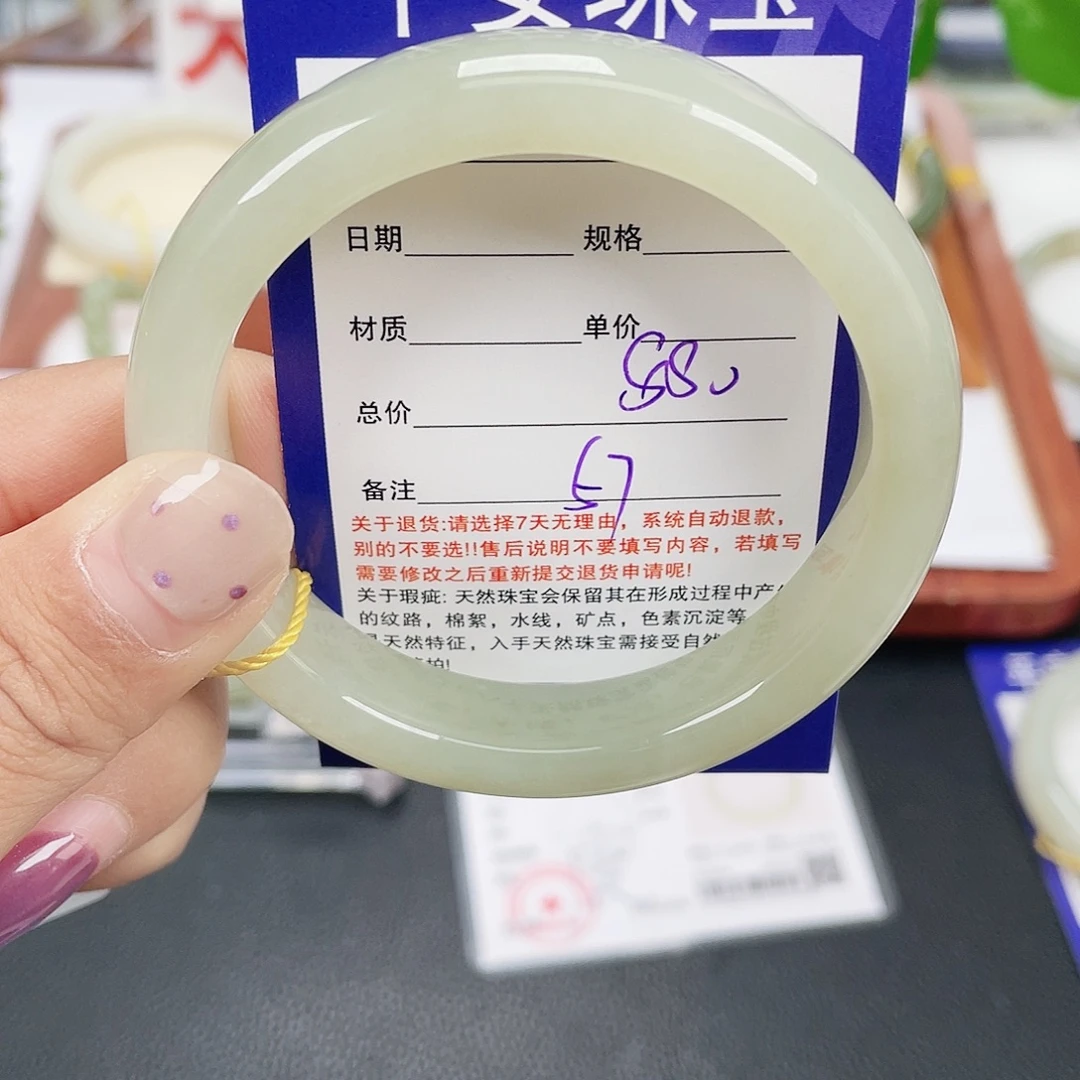 安珠宝
日期 规格
材质 单价
880
总价
57
备注
关于退货:请选择7天无理由，系统自动退款，
别的不要选!!售后说明不要填写内容，若填写
需要修改之后重新提交退货申请呢!
关于瑕疵: 天然珠宝会保留其在形成过程中产
的纹路，棉絮，水线，矿点，色素沉淀等
天然特征，入手天然珠宝需接受自然